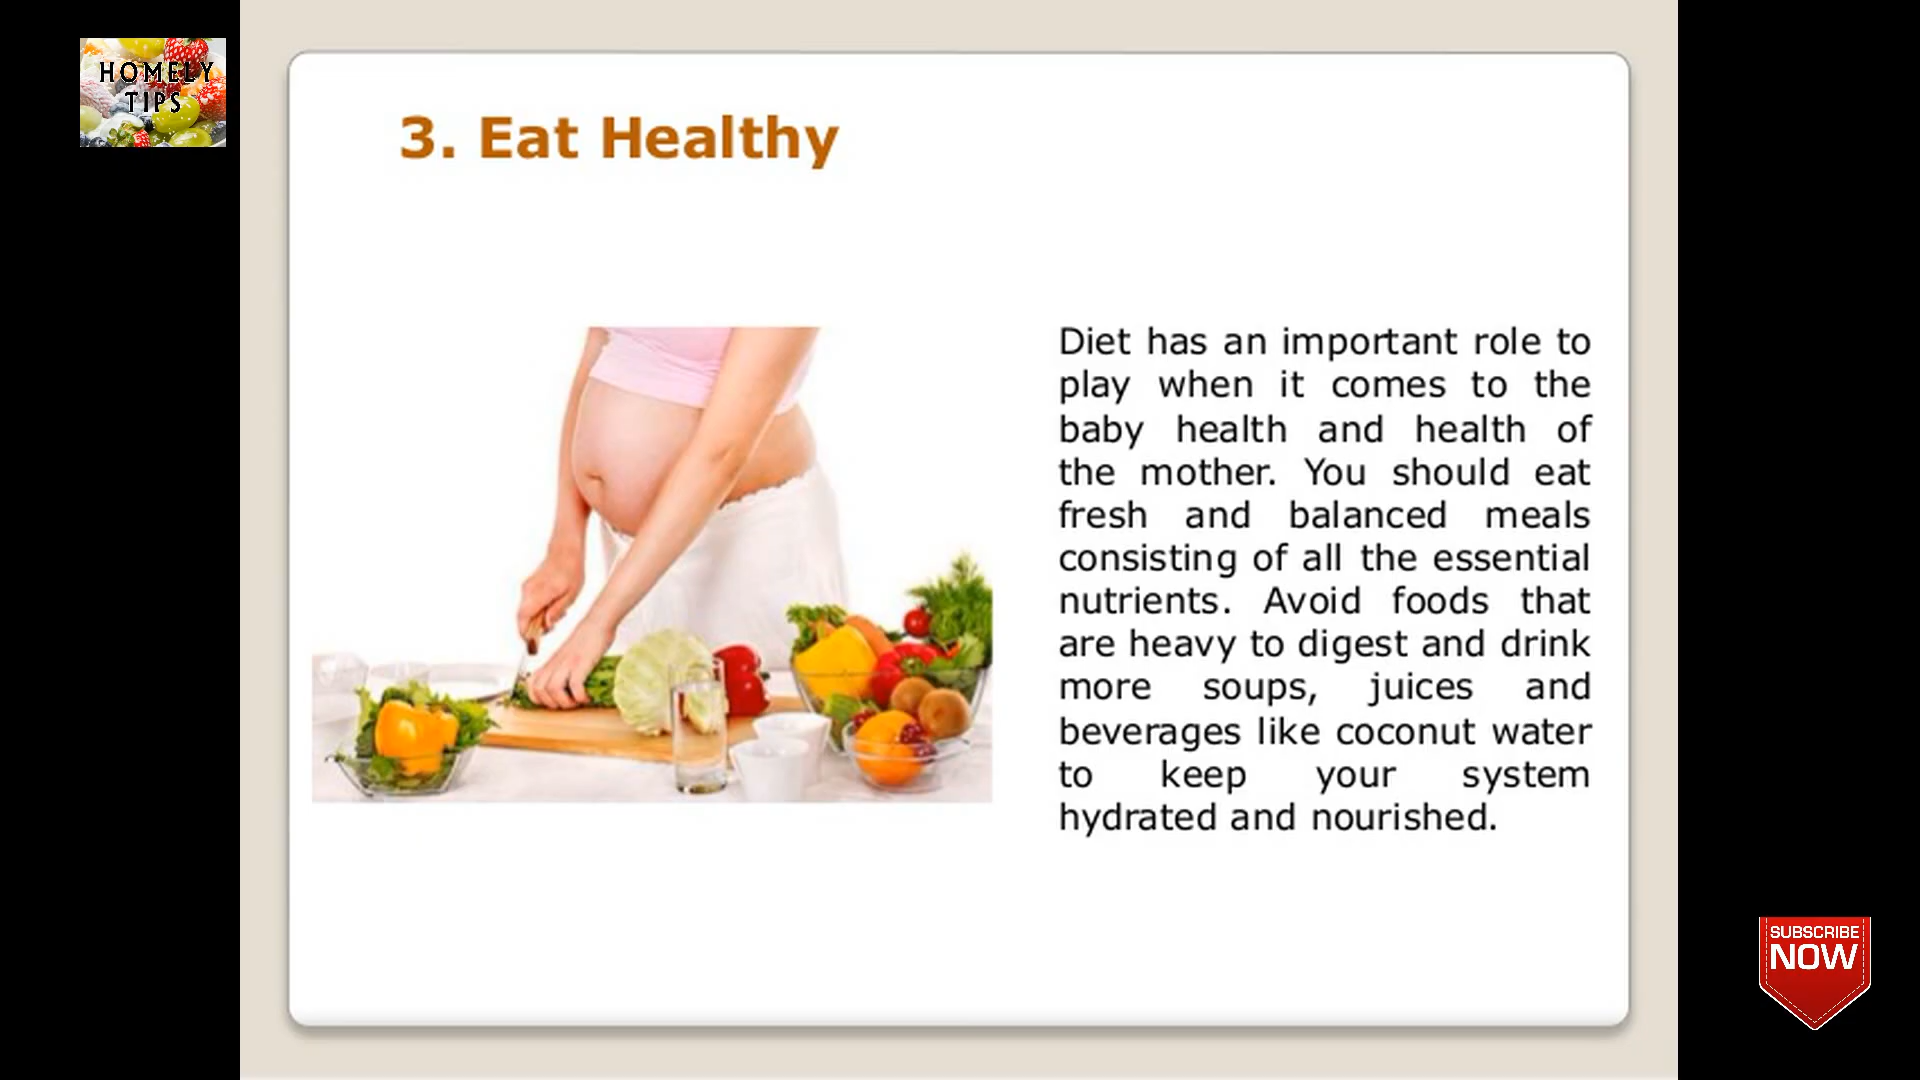 HOMELY
TIPS
3. Eat Healthy
Diet has an important role to
play when it comes to the
baby health and health of
the mother. You should eat
fresh and balanced meals
consisting of all the essential
nutrients. Avoid foods that
are heavy to digest and drink
more soups, juices and
beverages like coconut water
to keep your system
hydrated and nourished.
SUBSCRIBE
NOW